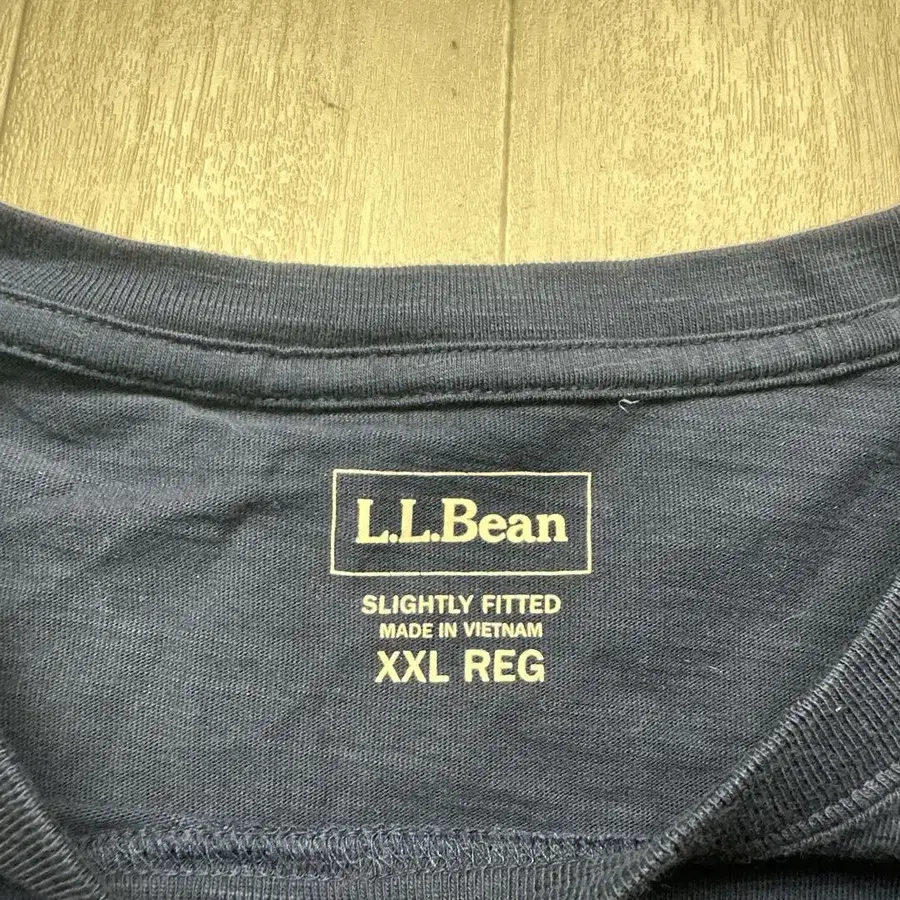 L.L.Bean
SLIGHTLY FITTED
MADE IN VIETNAM
XXL REG